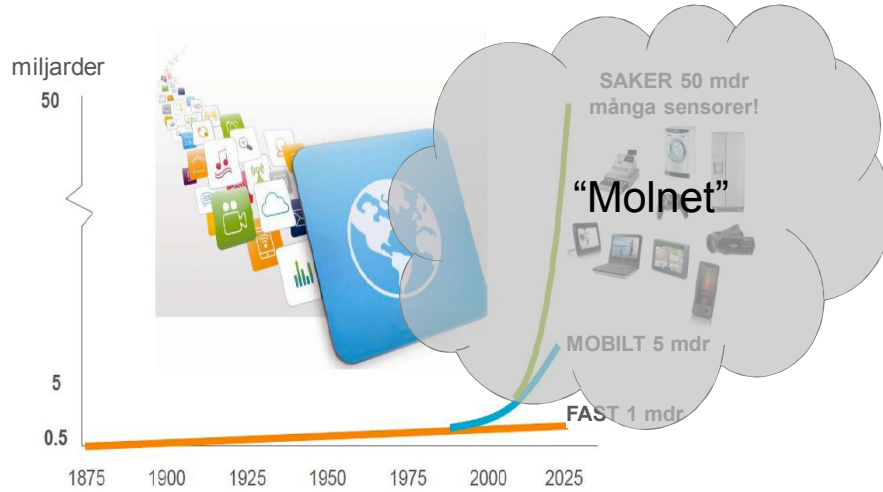 miljarder
50
SAKER 50 mdr
många sensorer!
“Molnet”
MOBILT 5 mdr
5
FAST 1 mdr
0.5
1875 1900 1925 1950 1975 2000 2025